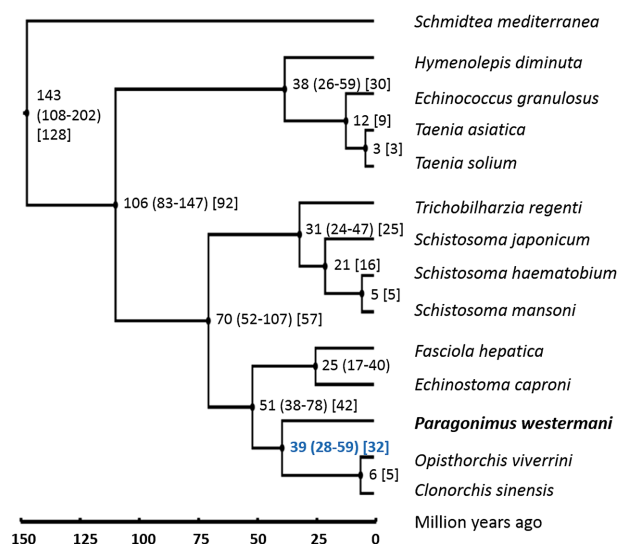 Schmidtea mediterranea
Hymenolepis diminuta
38 (26-59) [30]
Echinococcus granulosus
143
(108-202)
[128]
12 [9]
Taenia asiatica
3 [3]
Taenia solium
106 (83-147) [92]
Trichobilharzia regenti
31 (24-47) [25]
Schistosoma japonicum
21 [16]
Schistosoma haematobium
5 [5]
Schistosoma mansoni
70 (52-107) [57]
Fasciola hepatica
25 (17-40)
Echinostoma caproni
51 (38-78) [42]
Paragonimus westermani
39 (28-59) [32]
Opisthorchis viverrini
6 [5]
Clonorchis sinensis
Million years ago
150 125 100 75 50 25 0